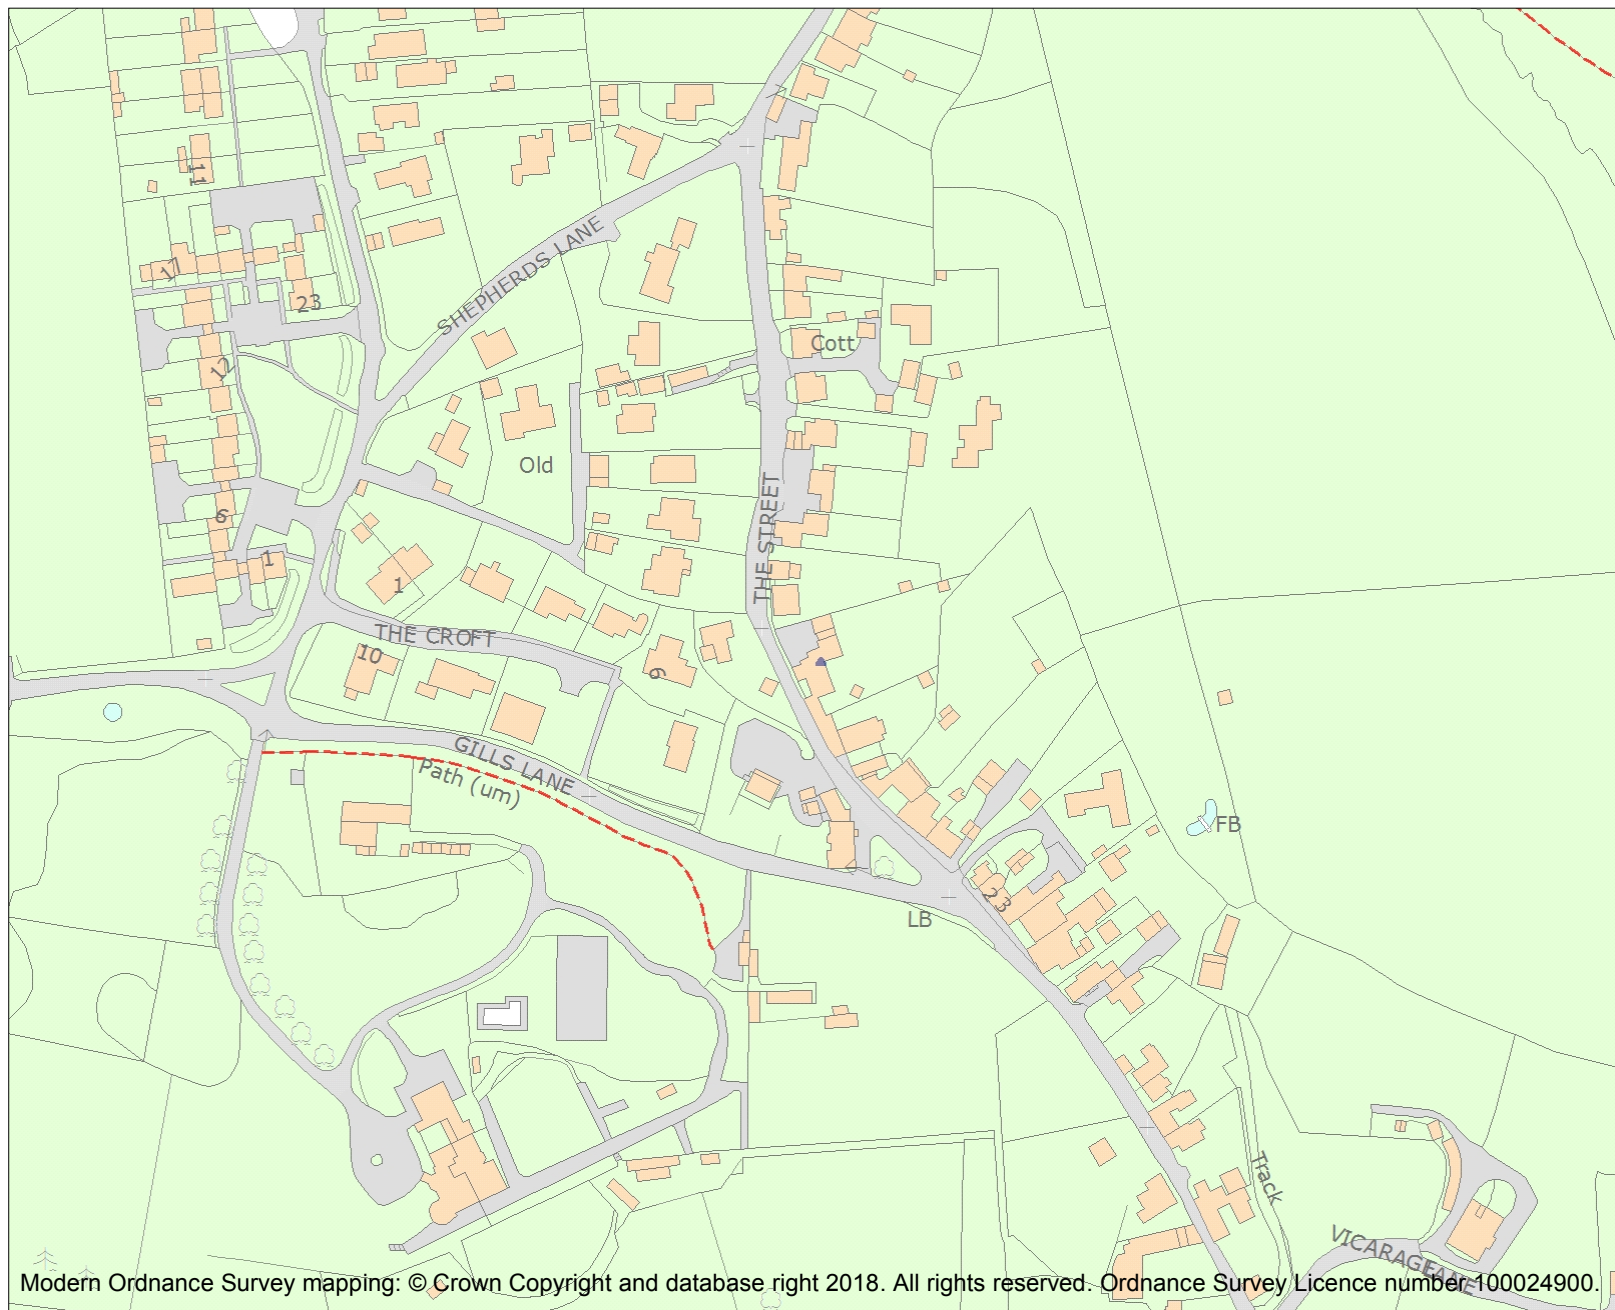 11
17
23
SHEPHERDS LANE
Cott
12
Old
THE STREET
6
1
1
THE CROFT
10
9
GILLS LANE
Path (um)
FB
23
LB
Track
VICARAGE LANE
Modern Ordnance Survey mapping: © Crown Copyright and database right 2018. All rights reserved. Ordnance Survey Licence number 100024900.